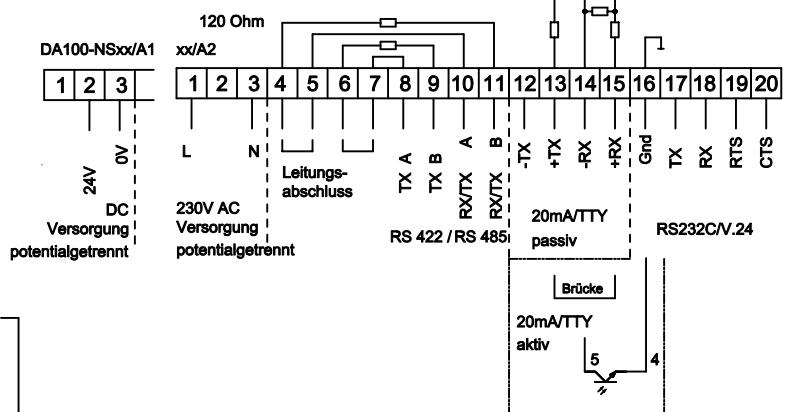 120 Ohm
DA100-NSxx/A1 xx/A2
1 2 3 1 2 3 4 5 6 7 8 9 10 11 12 13 14 15 16 17 18 19 20
24V
0V
L
N
Leitungs-
abschluss
TX A
TX B
RX/TX A
RX/TX B
-TX
+TX
-RX
+RX
Gnd
TX
RX
RTS
CTS
DC
Versorgung
potentialgetrennt
230V AC
Versorgung
potentialgetrennt
RS 422 / RS 485
20mA/TTY
passiv
RS232C/V.24
Brücke
20mA/TTY
aktiv
5
4